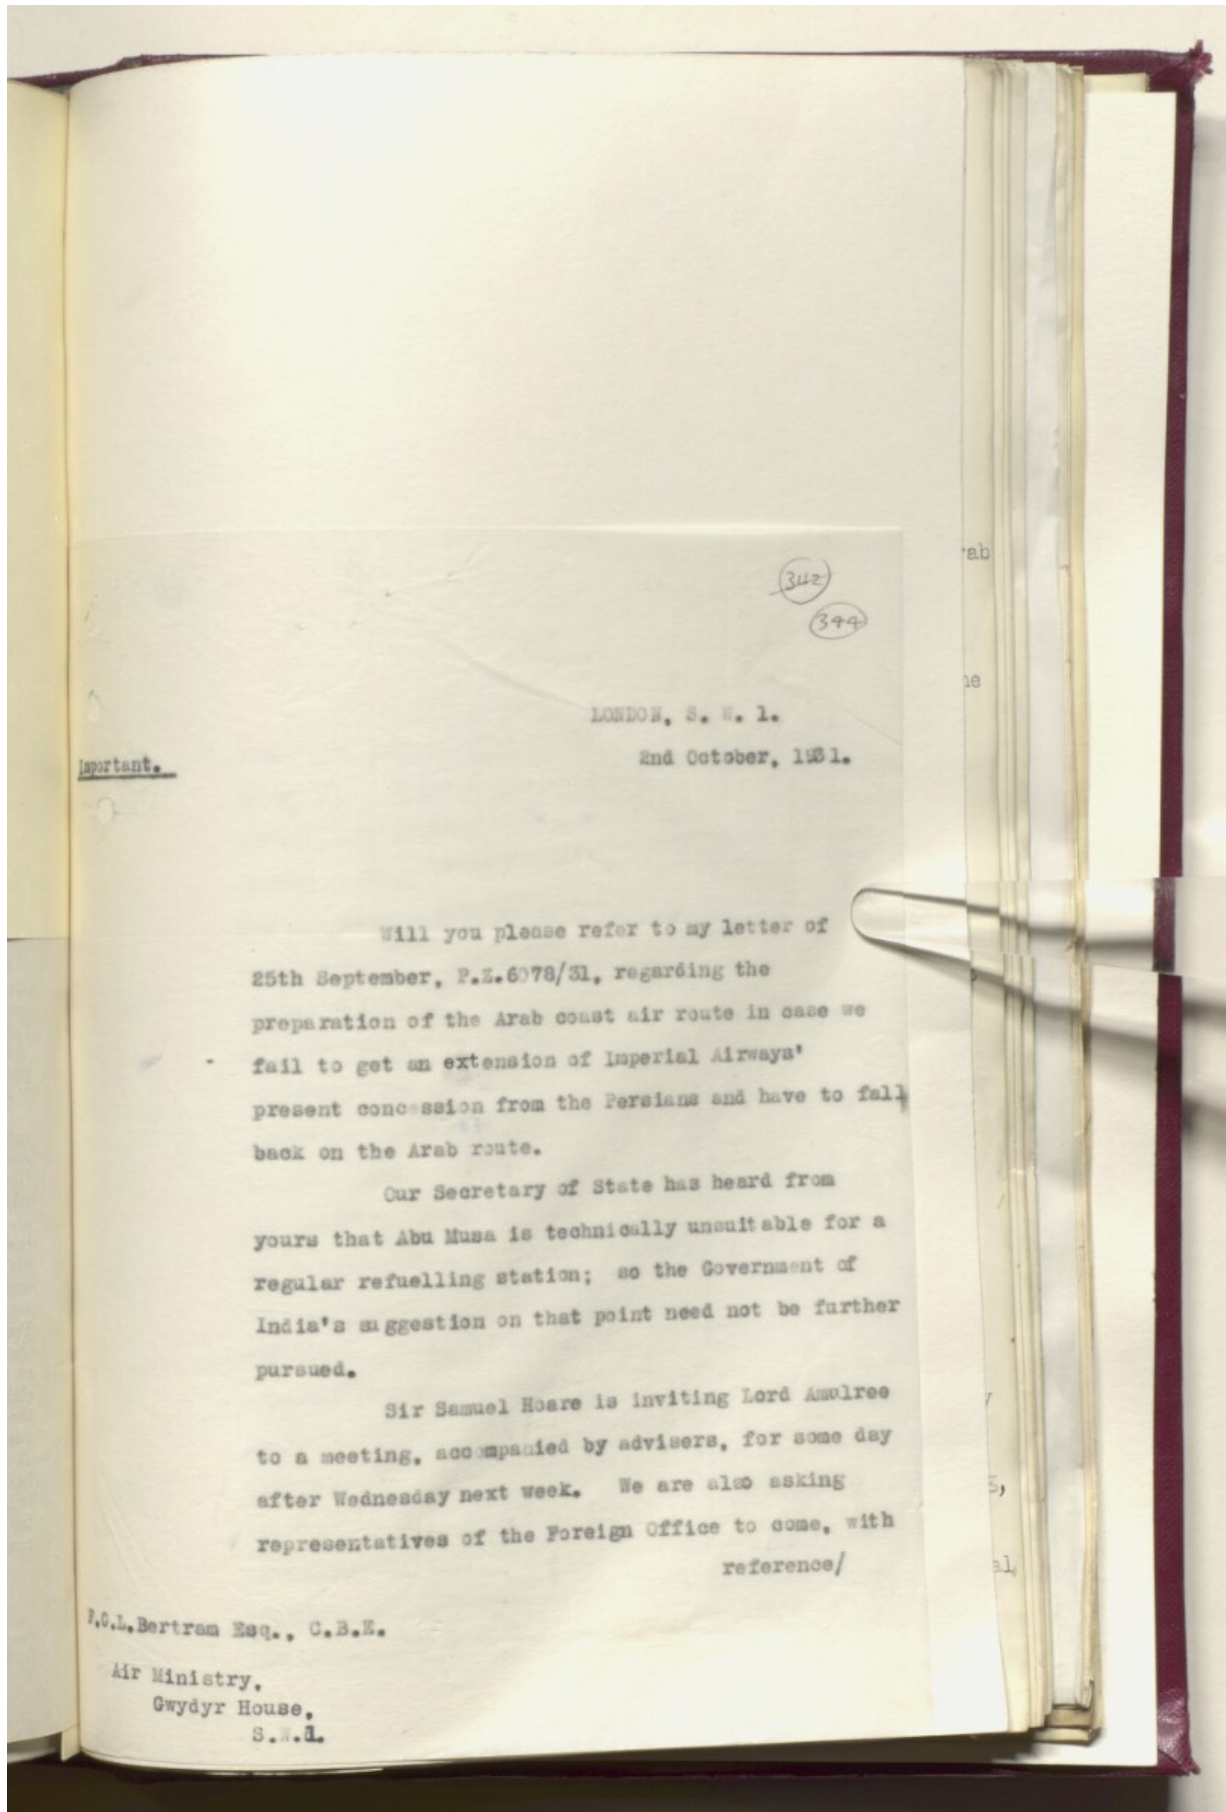 342
344
LONDON, S. W. 1.
2nd October, 1931.
Important.
Will you please refer to my letter of
25th September, P.Z.6078/31, regarding the
preparation of the Arab coast air route in case we
fail to get an extension of Imperial Airways'
present concession from the Persians and have to fall
back on the Arab route.
Our Secretary of State has heard from
yours that Abu Musa is technically unsuitable for a
regular refuelling station; so the Government of
India's suggestion on that point need not be further
pursued.
Sir Samuel Hoare is inviting Lord Amulree
to a meeting, accompanied by advisers, for some day
after Wednesday next week. We are also asking
representatives of the Foreign Office to come, with
reference/
F.G.L.Bertram Esq., C.B.E.
Air Ministry,
Gwydyr House,
S.W.1.